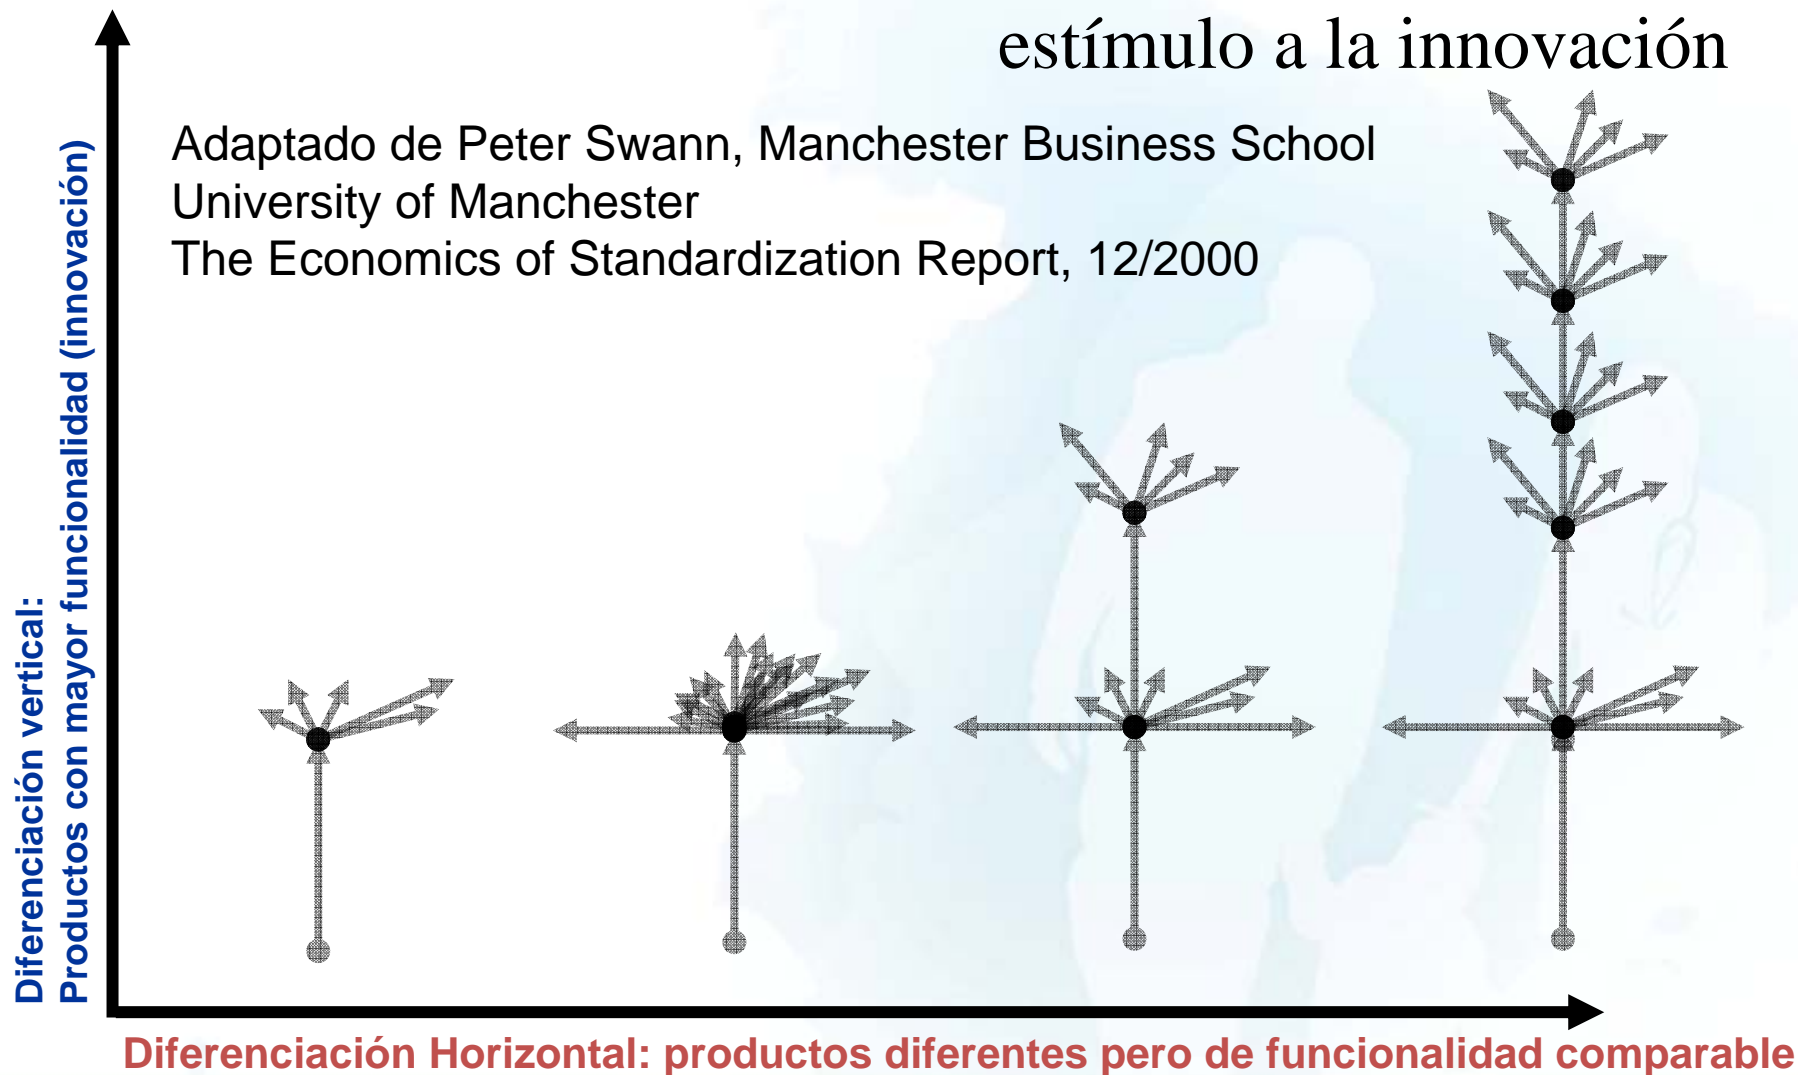 estímulo a la innovación
Adaptado de Peter Swann, Manchester Business School
University of Manchester
The Economics of Standardization Report, 12/2000
Diferenciación vertical:
Productos con mayor funcionalidad (innovación)
Diferenciación Horizontal: productos diferentes pero de funcionalidad comparable